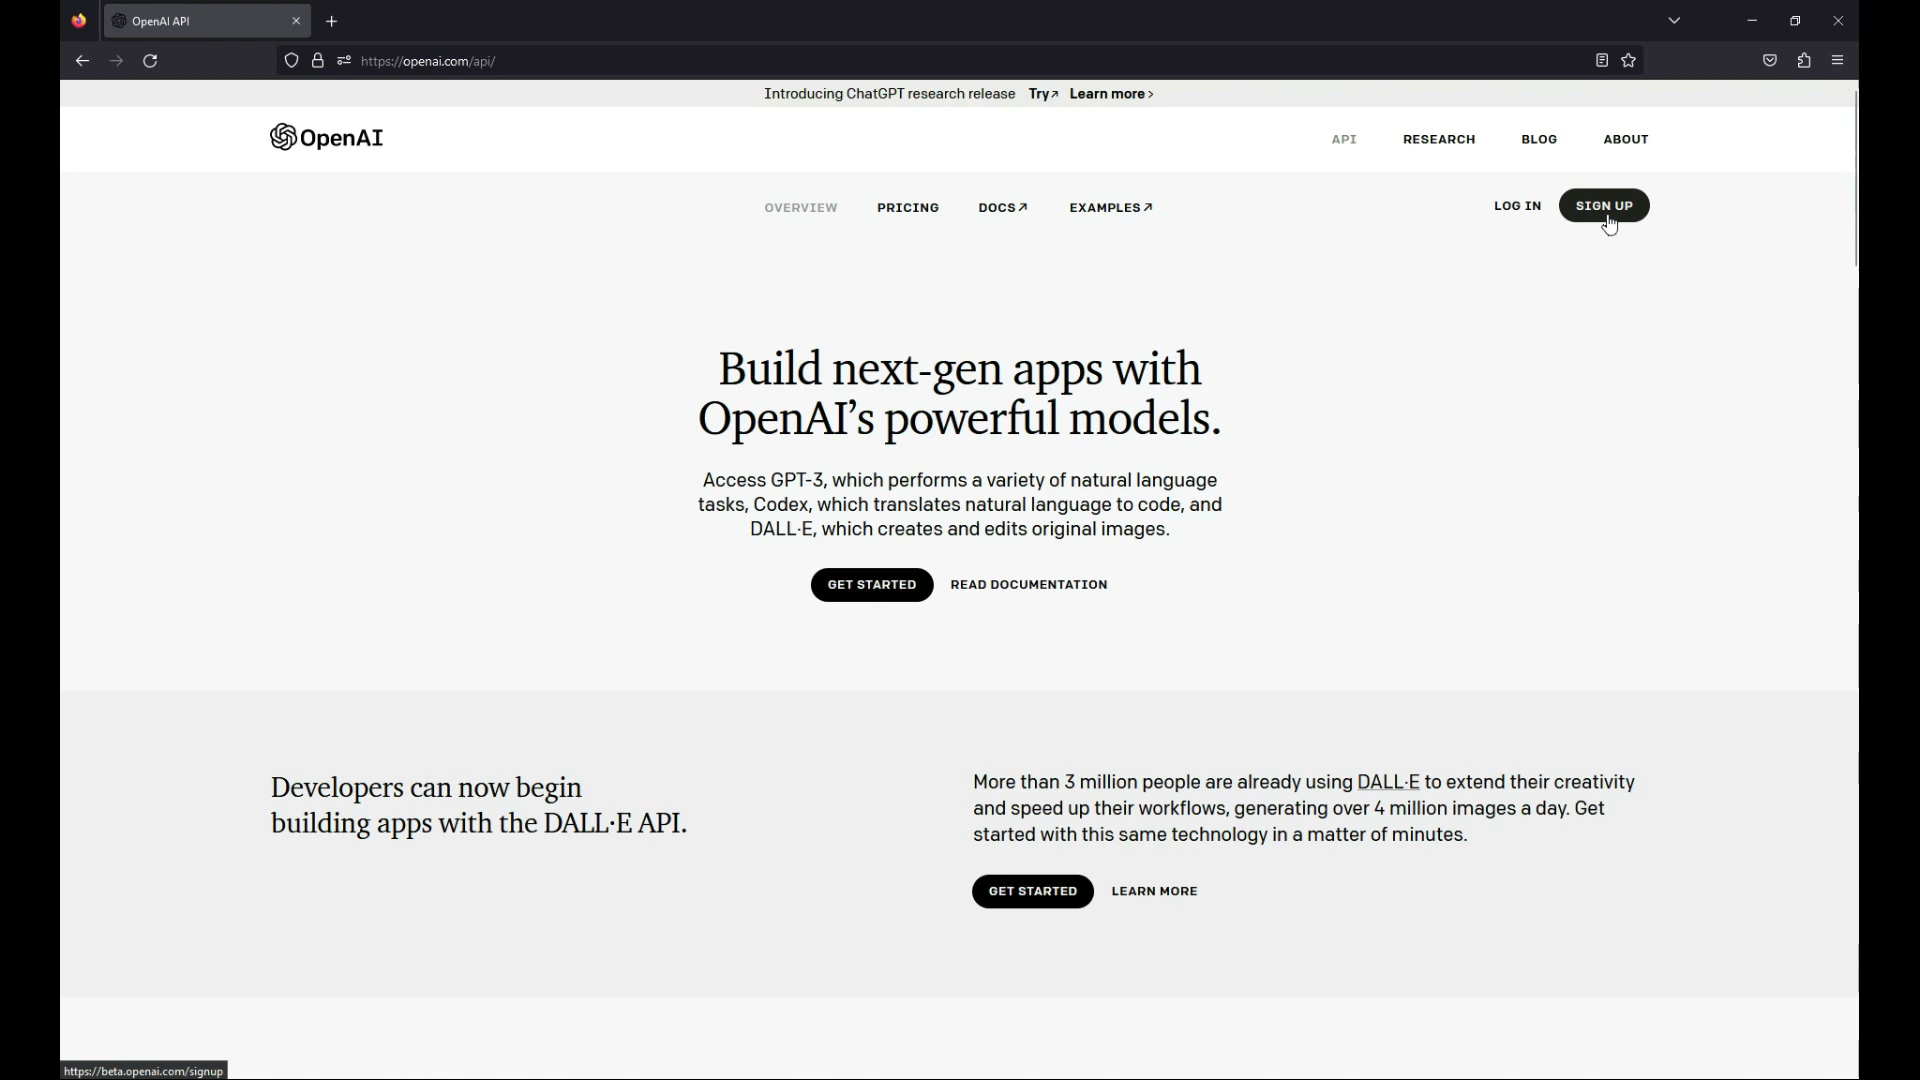 OpenAI API
https://openai.com/api/
Introducing ChatGPT research release Try↗ Learn more ›
OpenAI
API RESEARCH BLOG ABOUT
OVERVIEW PRICING DOCS↗ EXAMPLES↗ LOG IN SIGN UP
Build next-gen apps with
OpenAI’s powerful models.
Access GPT-3, which performs a variety of natural language
tasks, Codex, which translates natural language to code, and
DALL·E, which creates and edits original images.
GET STARTED READ DOCUMENTATION
Developers can now begin
building apps with the DALL·E API.
More than 3 million people are already using DALL·E to extend their creativity
and speed up their workflows, generating over 4 million images a day. Get
started with this same technology in a matter of minutes.
GET STARTED LEARN MORE
https://beta.openai.com/signup